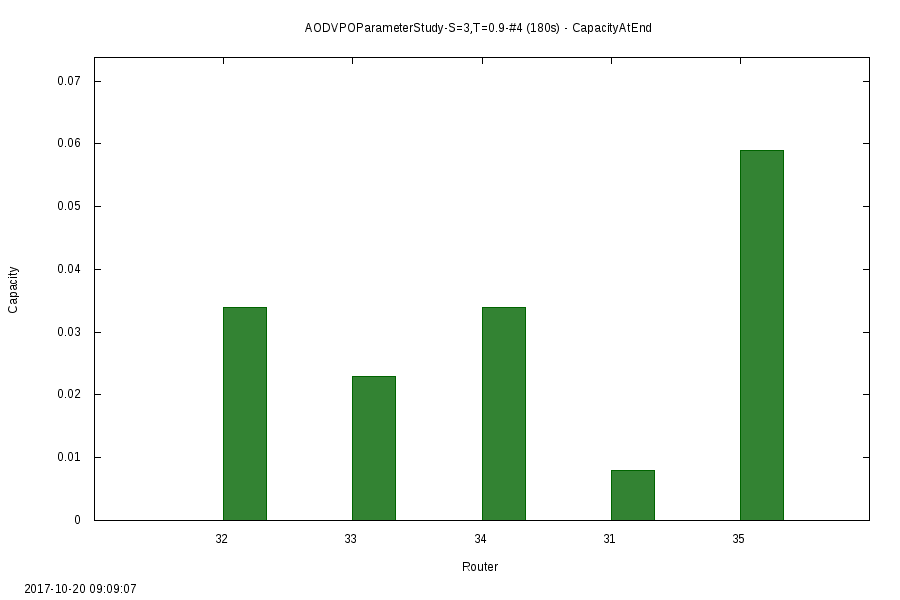 AODVPOParameterStudy-S=3,T=0.9-#4 (180s) - CapacityAtEnd
0.07
0.06
0.05
0.04
0.03
0.02
0.01
0
Capacity
32 33 34 31 35
Router
2017-10-20 09:09:07